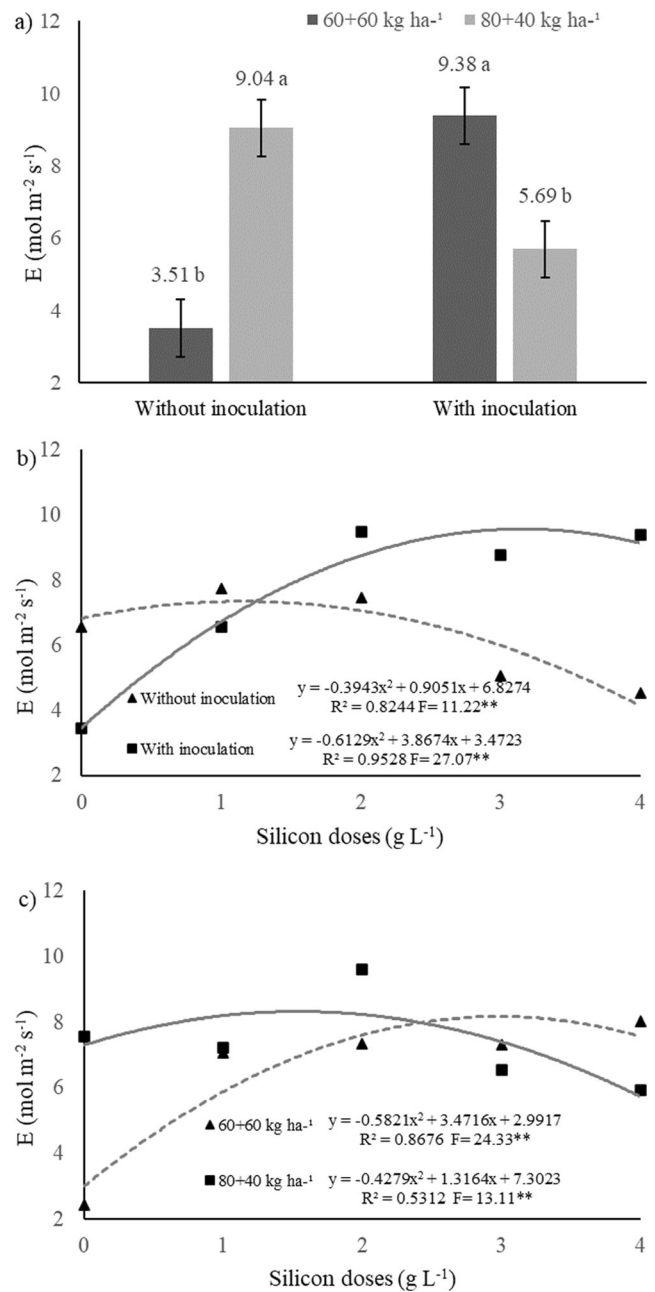 a)
60+60 kg ha-¹ 80+40 kg ha-¹
12
10
8
6
4
2
E (mol m⁻² s⁻¹)
3.51 b
9.04 a
9.38 a
5.69 b
Without inoculation With inoculation
b)
12
10
8
6
4
2
E (mol m⁻² s⁻¹)
Without inoculation y = -0.3943x² + 0.9051x + 6.8274
R² = 0.8244 F= 11.22**
With inoculation y = -0.6129x² + 3.8674x + 3.4723
R² = 0.9528 F= 27.07**
0 1 2 3 4
Silicon doses (g L⁻¹)
c)
12
10
8
6
4
2
E (mol m⁻² s⁻¹)
60+60 kg ha-¹ y = -0.5821x² + 3.4716x + 2.9917
R² = 0.8676 F= 24.33**
80+40 kg ha-¹ y = -0.4279x² + 1.3164x + 7.3023
R² = 0.5312 F= 13.11**
0 1 2 3 4
Silicon doses (g L⁻¹)